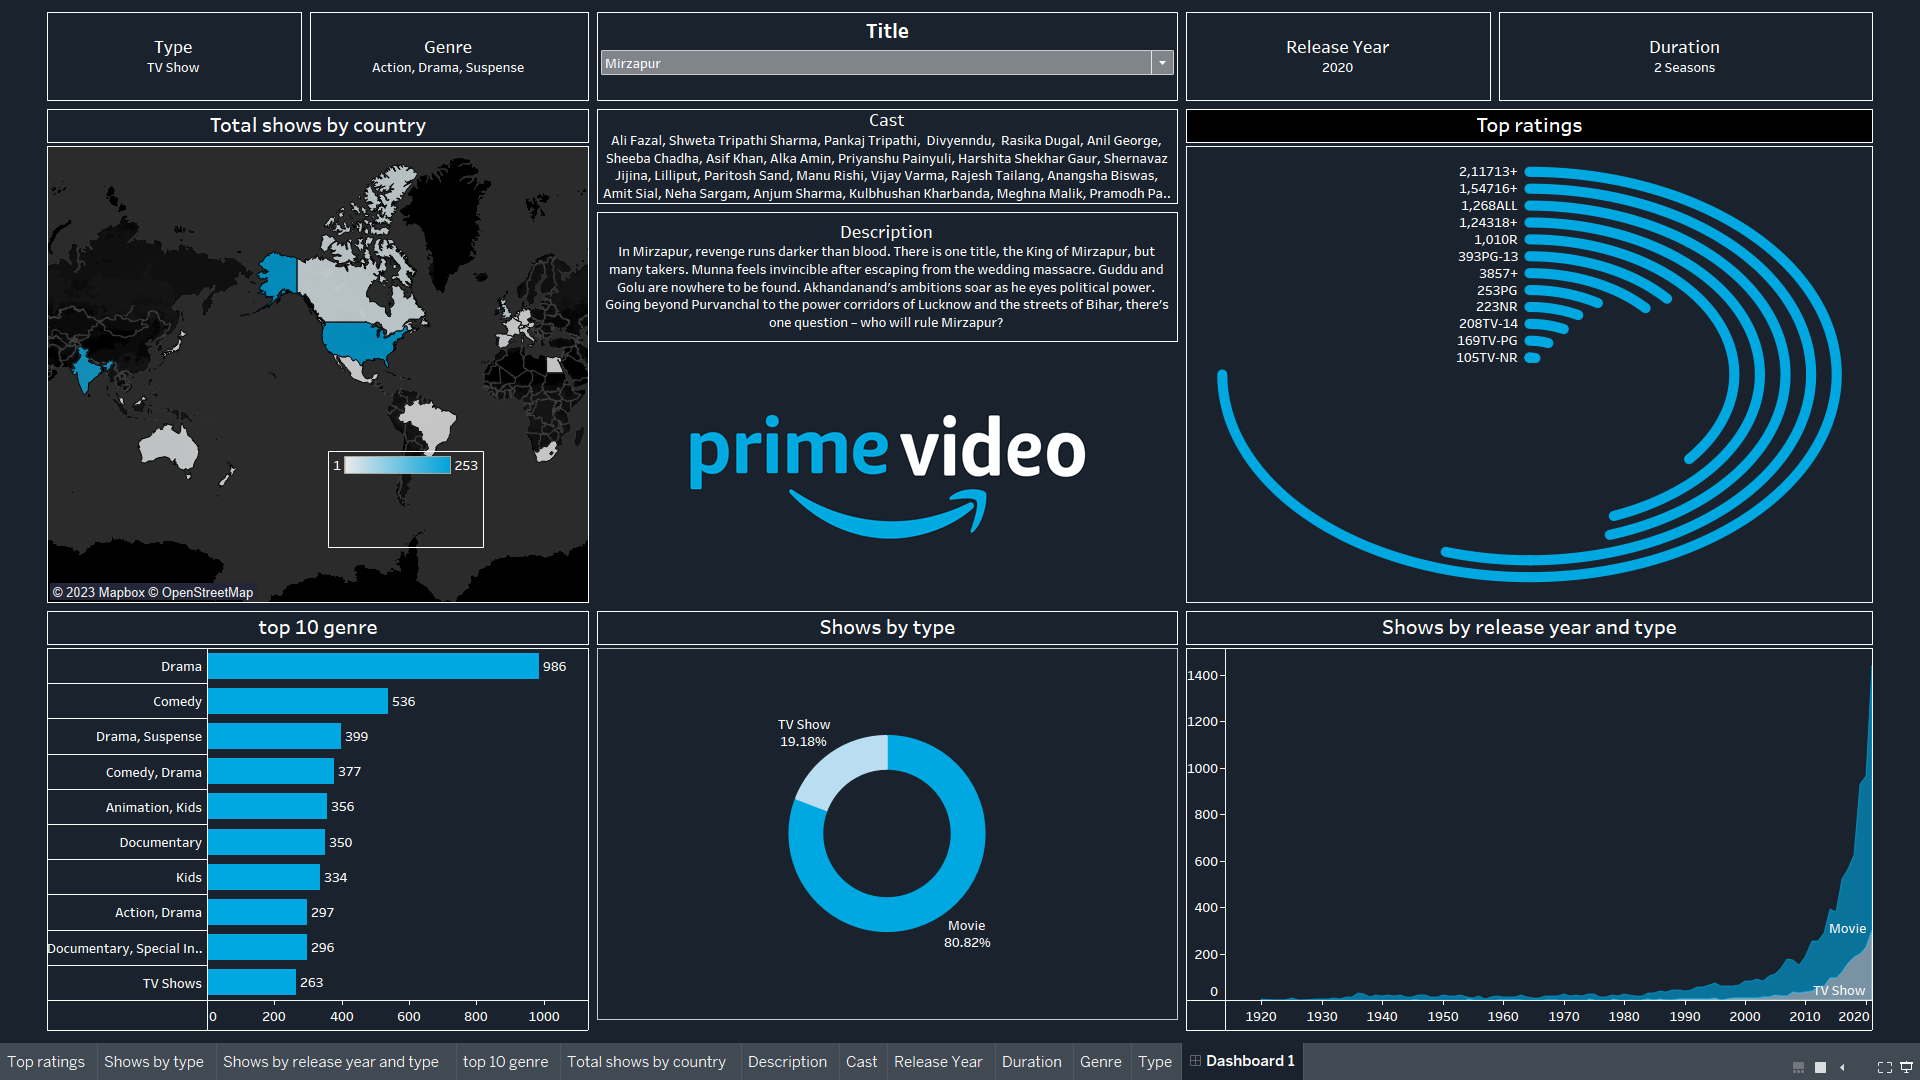 Type
TV Show
Genre
Action, Drama, Suspense
Title
Mirzapur
Release Year
2020
Duration
2 Seasons
Total shows by country
1
253
© 2023 Mapbox © OpenStreetMap
Cast
Ali Fazal, Shweta Tripathi Sharma, Pankaj Tripathi,  Divyenndu,  Rasika Dugal, Anil George,
Sheeba Chadha, Asif Khan, Alka Amin, Priyanshu Painyuli, Harshita Shekhar Gaur, Shernavaz
Jijina, Lilliput, Paritosh Sand, Manu Rishi, Vijay Varma, Rajesh Tailang, Anangsha Biswas,
Amit Sial, Neha Sargam, Anjum Sharma, Kulbhushan Kharbanda, Meghna Malik, Pramodh Pa..
Description
In Mirzapur, revenge runs darker than blood. There is one title, the King of Mirzapur, but
many takers. Munna feels invincible after escaping from the wedding massacre. Guddu and
Golu are nowhere to be found. Akhandanand’s ambitions soar as he eyes political power.
Going beyond Purvanchal to the power corridors of Lucknow and the streets of Bihar, there’s
one question – who will rule Mirzapur?
prime video
Top ratings
2,11713+
1,54716+
1,268ALL
1,24318+
1,010R
393PG-13
3857+
253PG
223NR
208TV-14
169TV-PG
105TV-NR
top 10 genre
Drama
986
Comedy
536
Drama, Suspense
399
Comedy, Drama
377
Animation, Kids
356
Documentary
350
Kids
334
Action, Drama
297
Documentary, Special In..
296
TV Shows
263
0
200
400
600
800
1000
Shows by type
TV Show
19.18%
Movie
80.82%
Shows by release year and type
1400
1200
1000
800
600
400
200
0
Movie
TV Show
1920
1930
1940
1950
1960
1970
1980
1990
2000
2010
2020
Top ratings
Shows by type
Shows by release year and type
top 10 genre
Total shows by country
Description
Cast
Release Year
Duration
Genre
Type
Dashboard 1